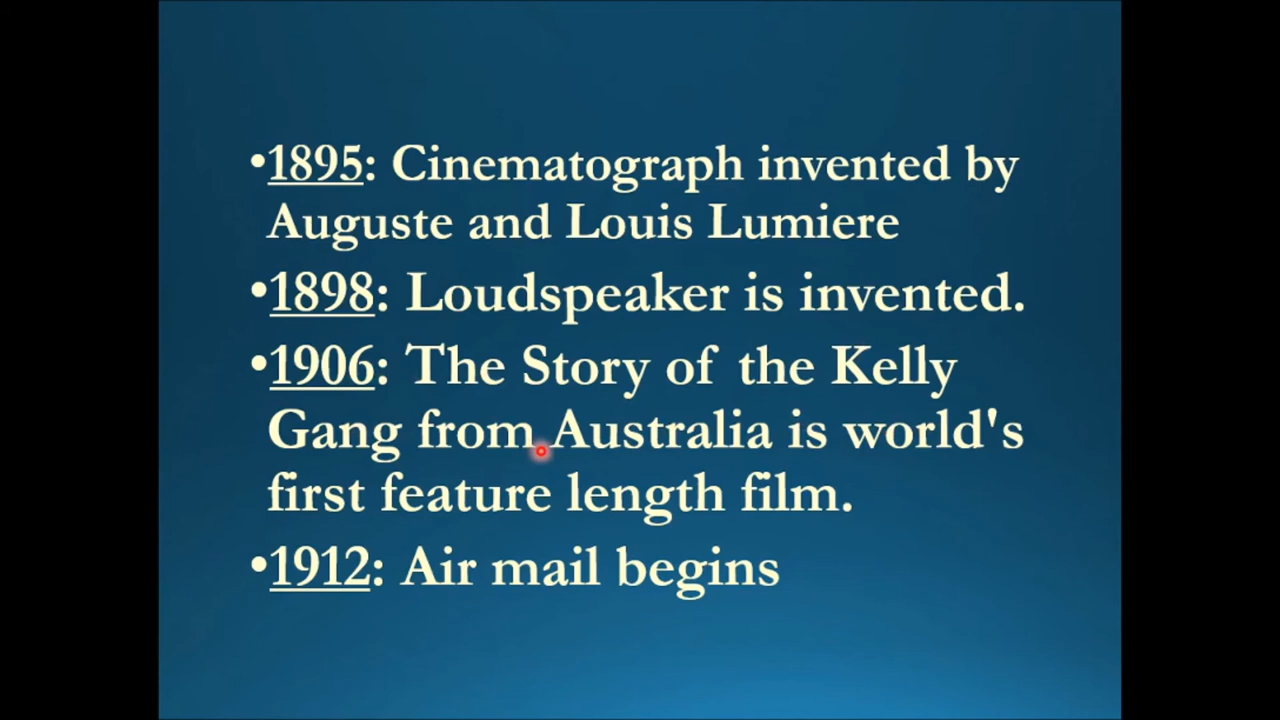 •1895: Cinematograph invented by
Auguste and Louis Lumiere
•1898: Loudspeaker is invented.
•1906: The Story of the Kelly
Gang from Australia is world's
first feature length film.
•1912: Air mail begins